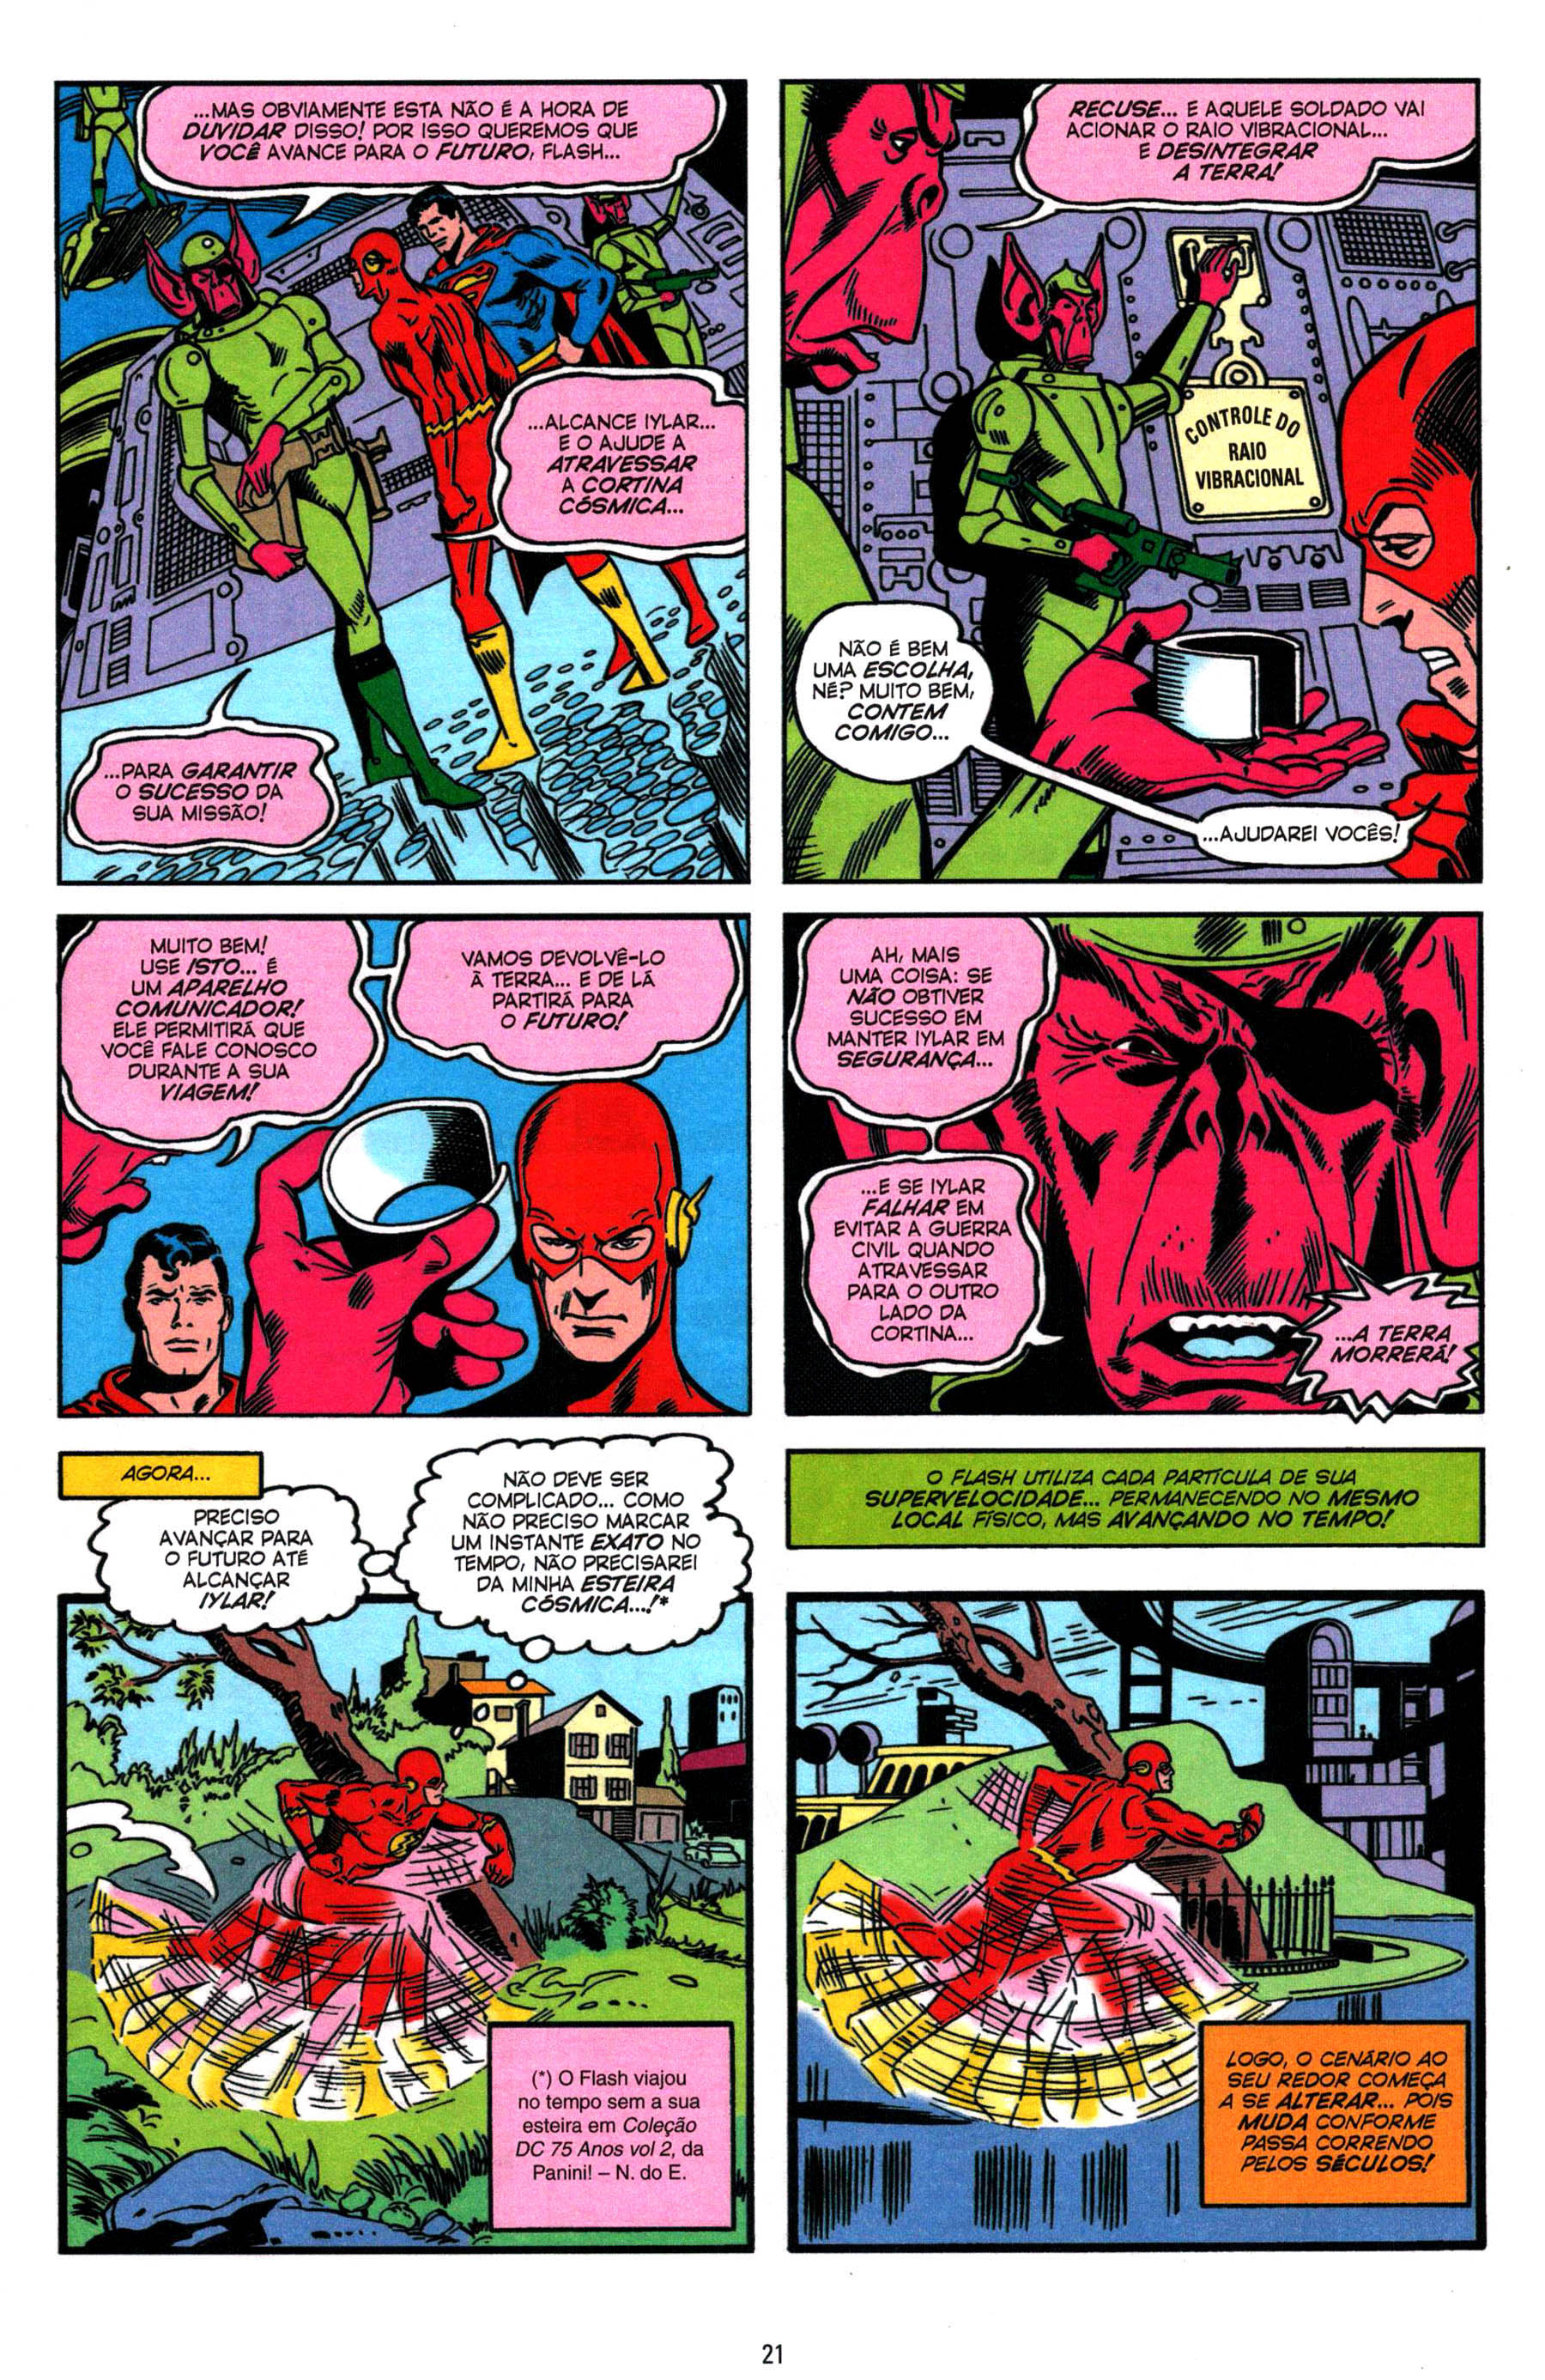 ...MAS OBVIAMENTE ESTA NÃO É A HORA DE
DUVIDAR DISSO! POR ISSO QUEREMOS QUE
VOCÊ AVANCE PARA O FUTURO, FLASH...
...ALCANCE IYLAR...
E O AJUDE A
ATRAVESSAR
A CORTINA
CÓSMICA...
...PARA GARANTIR
O SUCESSO DA
SUA MISSÃO!
RECUSE... E AQUELE SOLDADO VAI
ACIONAR O RAIO VIBRACIONAL...
E DESINTEGRAR
A TERRA!
CONTROLE DO
RAIO
VIBRACIONAL
NÃO É BEM
UMA ESCOLHA,
NÉ? MUITO BEM,
CONTEM
COMIGO...
...AJUDAREI VOCÊS!
MUITO BEM!
USE ISTO... É
UM APARELHO
COMUNICADOR!
ELE PERMITIRÁ QUE
VOCÊ FALE CONOSCO
DURANTE A SUA
VIAGEM!
VAMOS DEVOLVÊ-LO
À TERRA... E DE LÁ
PARTIRÁ PARA
O FUTURO!
AH, MAIS
UMA COISA: SE
NÃO OBTIVER
SUCESSO EM
MANTER IYLAR EM
SEGURANÇA...
...E SE IYLAR
FALHAR EM
EVITAR A GUERRA
CIVIL QUANDO
ATRAVESSAR
PARA O OUTRO
LADO DA
CORTINA...
...A TERRA
MORRERÁ!
AGORA...
PRECISO
AVANÇAR PARA
O FUTURO ATÉ
ALCANÇAR
IYLAR!
NÃO DEVE SER
COMPLICADO... COMO
NÃO PRECISO MARCAR
UM INSTANTE EXATO NO
TEMPO, NÃO PRECISAREI
DA MINHA ESTEIRA
CÓSMICA...!*
(*) O Flash viajou
no tempo sem a sua
esteira em Coleção
DC 75 Anos vol 2, da
Panini! – N. do E.
O FLASH UTILIZA CADA PARTÍCULA DE SUA
SUPERVELOCIDADE... PERMANECENDO NO MESMO
LOCAL FÍSICO, MAS AVANÇANDO NO TEMPO!
LOGO, O CENÁRIO AO
SEU REDOR COMEÇA
A SE ALTERAR... POIS
MUDA CONFORME
PASSA CORRENDO
PELOS SÉCULOS!
21